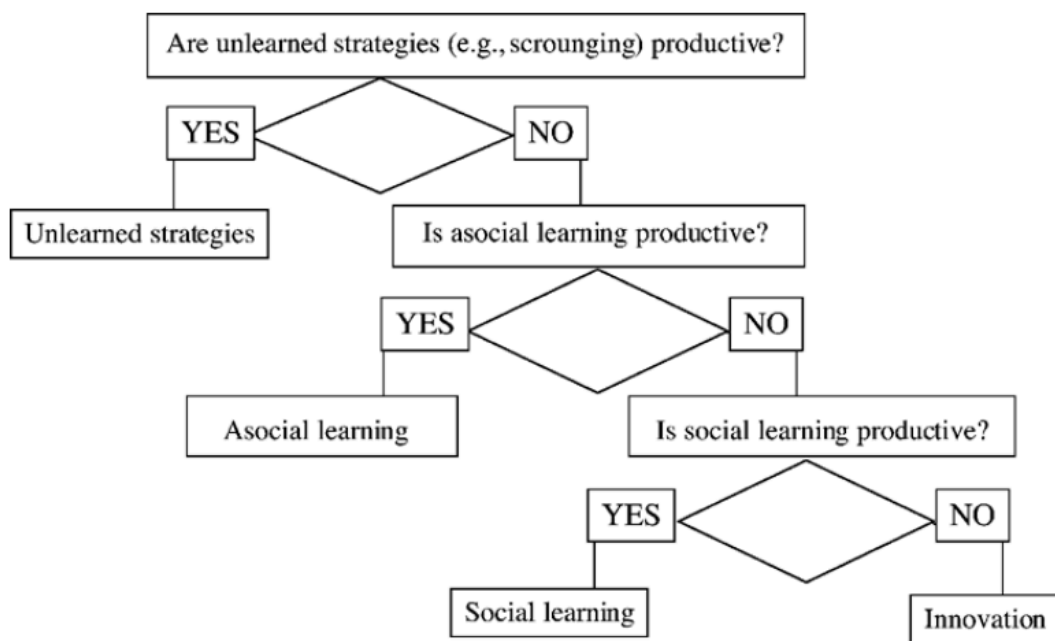 Are unlearned strategies (e.g., scrounging) productive?
YES
NO
Unlearned strategies
Is asocial learning productive?
YES
NO
Asocial learning
Is social learning productive?
YES
NO
Social learning
Innovation